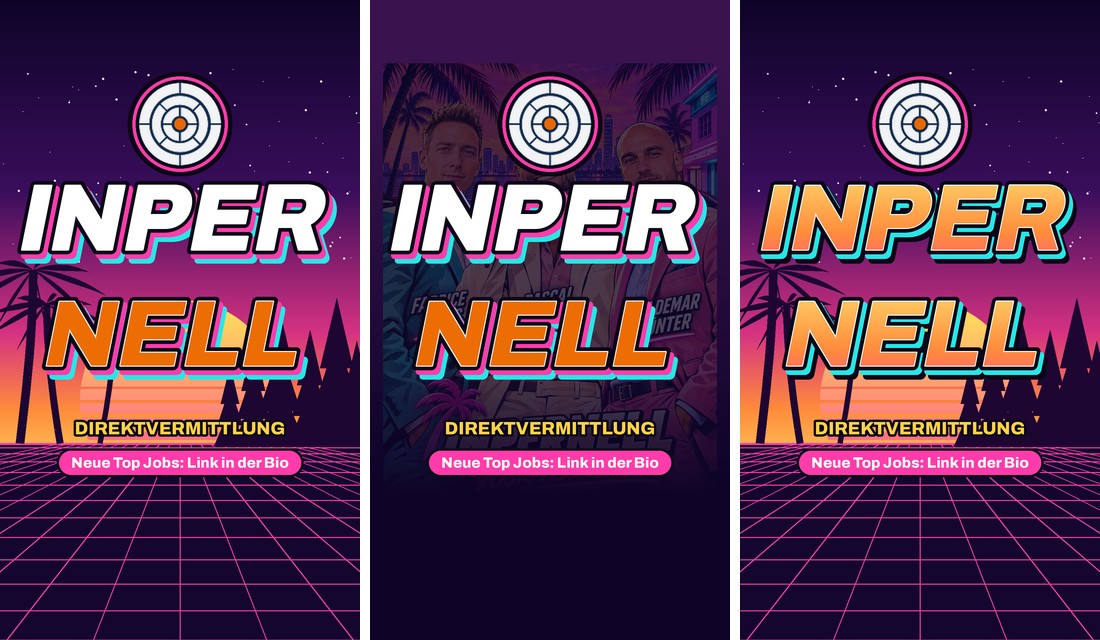 INPER
NELL
DIREKTVERMITTLUNG
Neue Top Jobs: Link in der Bio
INPER
NELL
DIREKTVERMITTLUNG
Neue Top Jobs: Link in der Bio
INPERNELL
INPER
NELL
DIREKTVERMITTLUNG
Neue Top Jobs: Link in der Bio